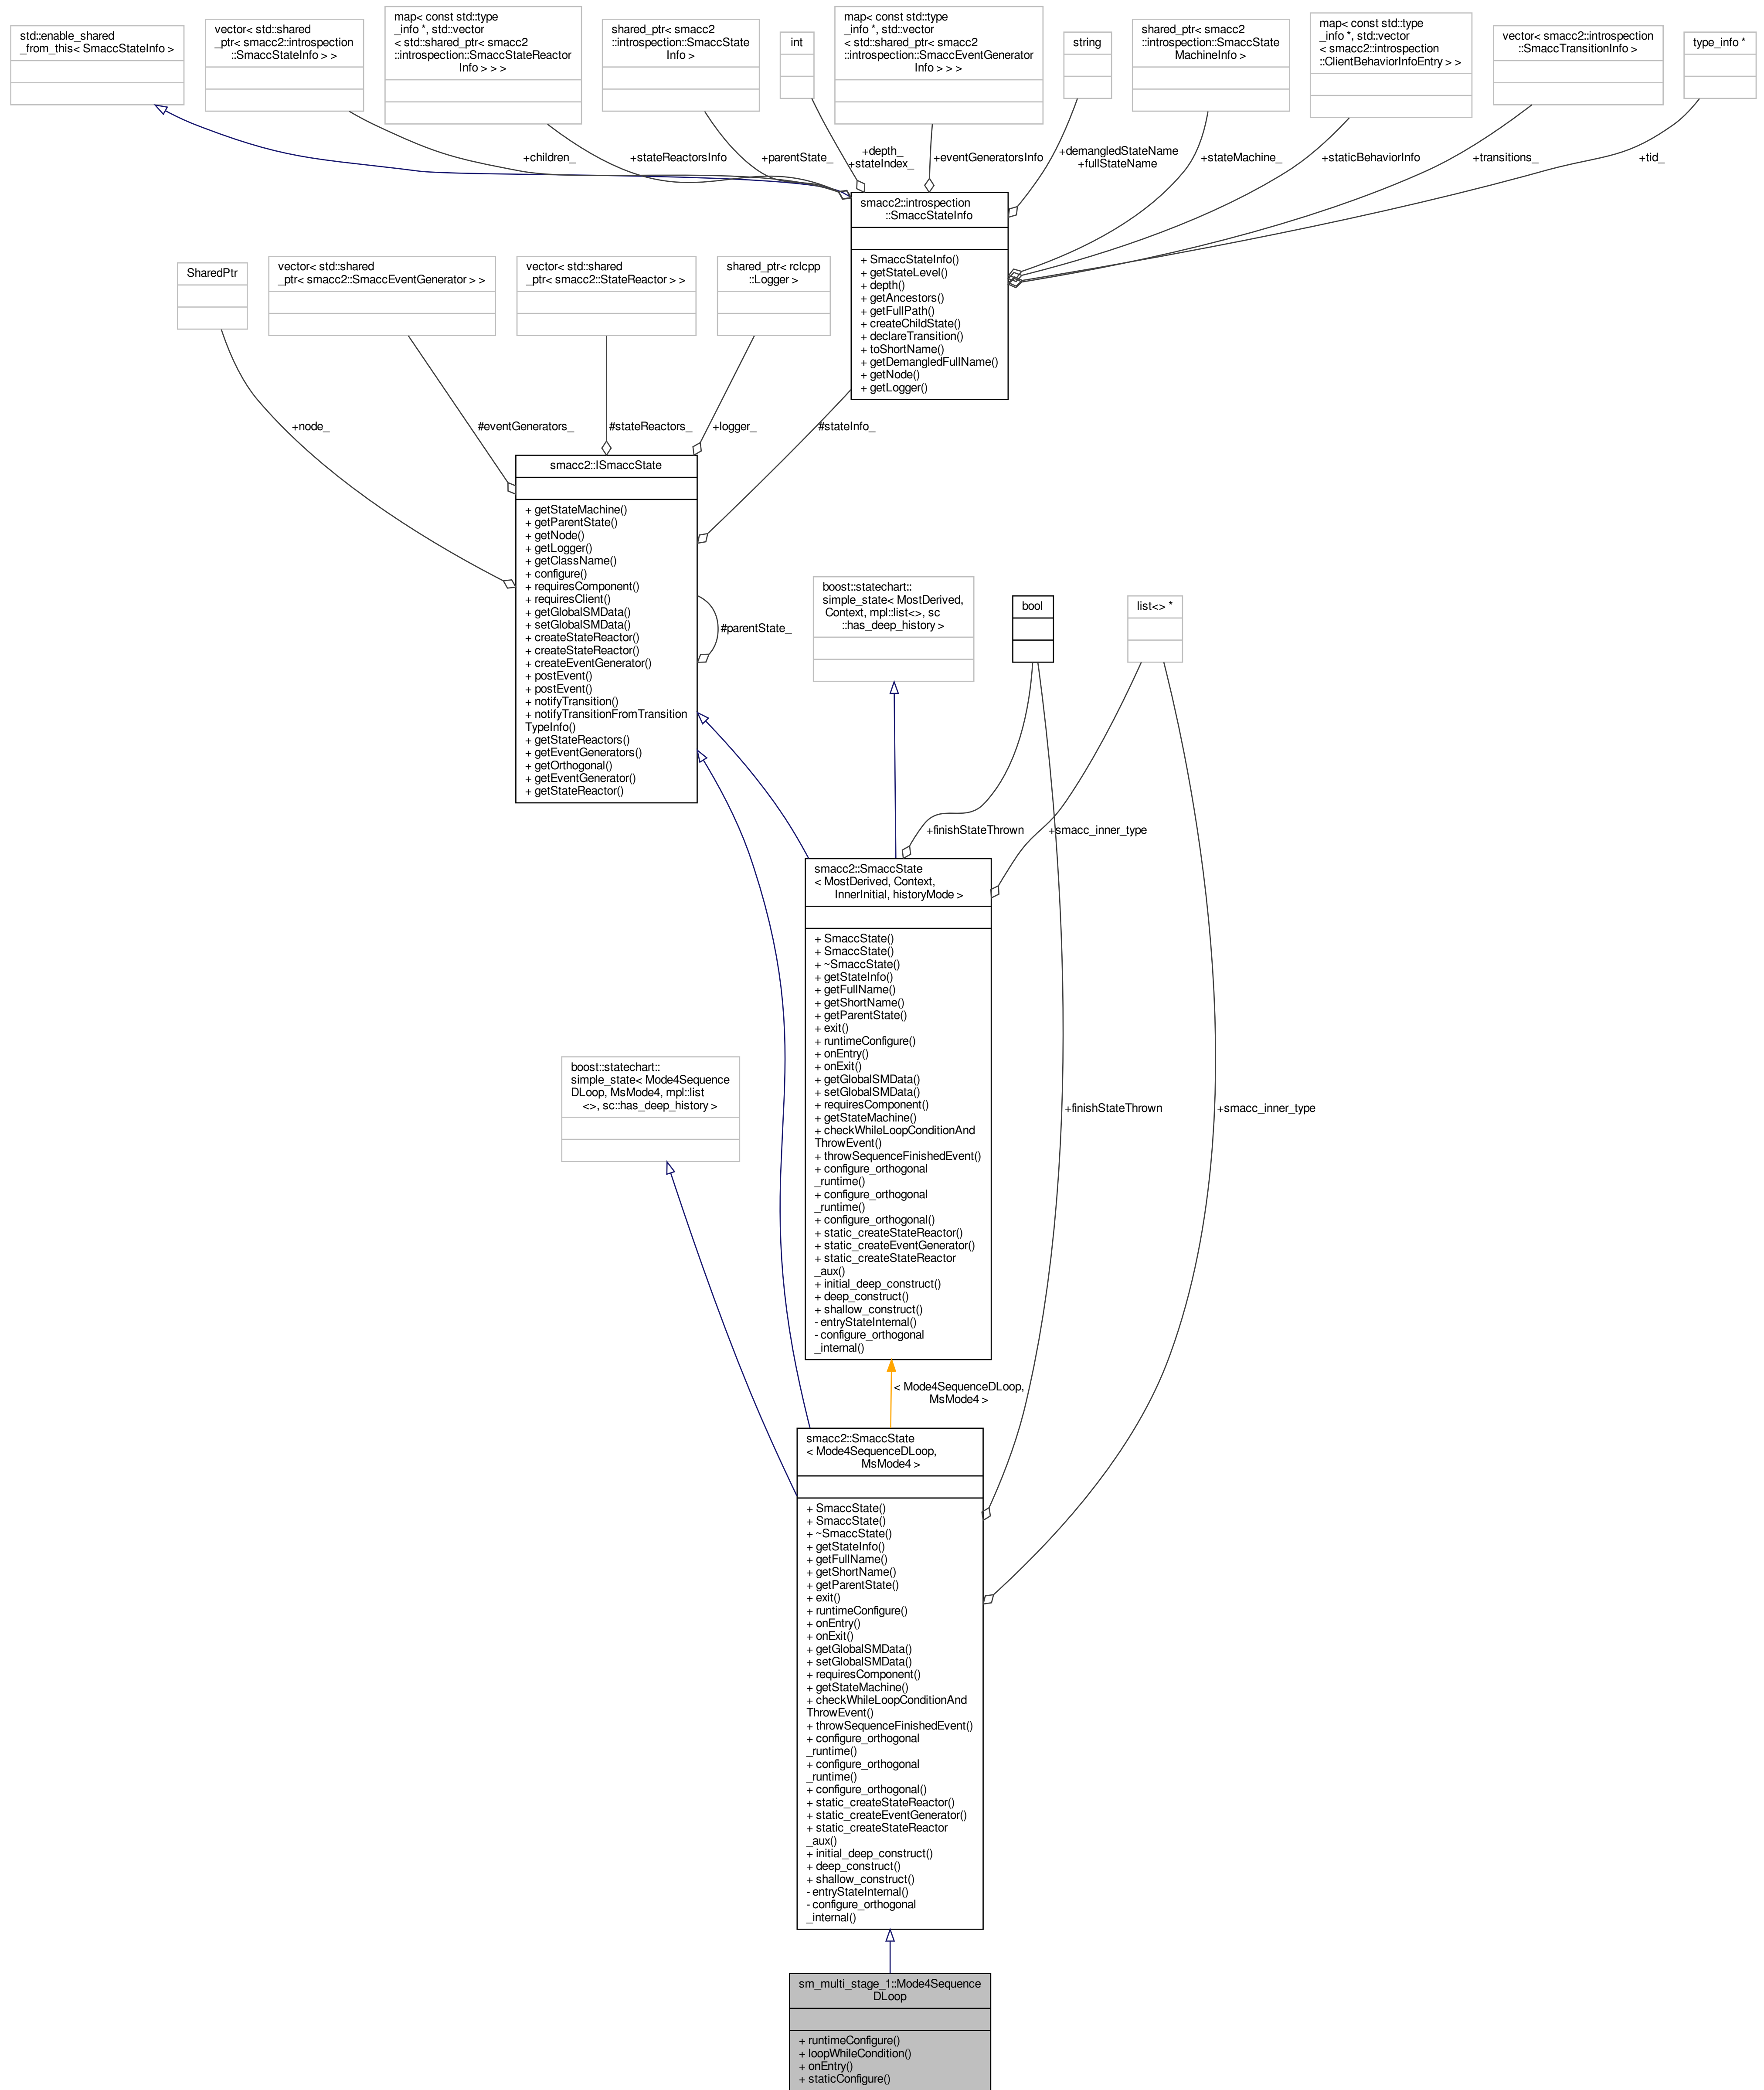 std::enable_shared
_from_this< SmaccStateInfo >
vector< std::shared
_ptr< smacc2::introspection
::SmaccStateInfo > >
map< const std::type
_info *, std::vector
< std::shared_ptr< smacc2
::introspection::SmaccStateReactor
Info > > >
shared_ptr< smacc2
::introspection::SmaccState
Info >
int
map< const std::type
_info *, std::vector
< std::shared_ptr< smacc2
::introspection::SmaccEventGenerator
Info > > >
string
shared_ptr< smacc2
::introspection::SmaccState
MachineInfo >
map< const std::type
_info *, std::vector
< smacc2::introspection
::ClientBehaviorInfoEntry > >
vector< smacc2::introspection
::SmaccTransitionInfo >
type_info *
+children_
+stateReactorsInfo
+parentState_
+depth_
+stateIndex_
+eventGeneratorsInfo
+demangledStateName
+fullStateName
+stateMachine_
+staticBehaviorInfo
+transitions_
+tid_
smacc2::introspection
::SmaccStateInfo
+ SmaccStateInfo()
+ getStateLevel()
+ depth()
+ getAncestors()
+ getFullPath()
+ createChildState()
+ declareTransition()
+ toShortName()
+ getDemangledFullName()
+ getNode()
+ getLogger()
SharedPtr
vector< std::shared
_ptr< smacc2::SmaccEventGenerator > >
vector< std::shared
_ptr< smacc2::StateReactor > >
shared_ptr< rclcpp
::Logger >
+node_
#eventGenerators_
#stateReactors_
+logger_
#stateInfo_
smacc2::ISmaccState
+ getStateMachine()
+ getParentState()
+ getNode()
+ getLogger()
+ getClassName()
+ configure()
+ requiresComponent()
+ requiresClient()
+ getGlobalSMData()
+ setGlobalSMData()
+ createStateReactor()
+ createStateReactor()
+ createEventGenerator()
+ postEvent()
+ postEvent()
+ notifyTransition()
+ notifyTransitionFromTransition
TypeInfo()
+ getStateReactors()
+ getEventGenerators()
+ getOrthogonal()
+ getEventGenerator()
+ getStateReactor()
#parentState_
boost::statechart::
simple_state< MostDerived,
Context, mpl::list<>, sc
::has_deep_history >
bool
list<> *
+finishStateThrown
+smacc_inner_type
smacc2::SmaccState
< MostDerived, Context,
InnerInitial, historyMode >
+ SmaccState()
+ SmaccState()
+ ~SmaccState()
+ getStateInfo()
+ getFullName()
+ getShortName()
+ getParentState()
+ exit()
+ runtimeConfigure()
+ onEntry()
+ onExit()
+ getGlobalSMData()
+ setGlobalSMData()
+ requiresComponent()
+ getStateMachine()
+ checkWhileLoopConditionAnd
ThrowEvent()
+ throwSequenceFinishedEvent()
+ configure_orthogonal
_runtime()
+ configure_orthogonal
_runtime()
+ configure_orthogonal()
+ static_createStateReactor()
+ static_createEventGenerator()
+ static_createStateReactor
_aux()
+ initial_deep_construct()
+ deep_construct()
+ shallow_construct()
- entryStateInternal()
- configure_orthogonal
_internal()
boost::statechart::
simple_state< Mode4Sequence
DLoop, MsMode4, mpl::list
<>, sc::has_deep_history >
+finishStateThrown
+smacc_inner_type
< Mode4SequenceDLoop,
MsMode4 >
smacc2::SmaccState
< Mode4SequenceDLoop,
MsMode4 >
+ SmaccState()
+ SmaccState()
+ ~SmaccState()
+ getStateInfo()
+ getFullName()
+ getShortName()
+ getParentState()
+ exit()
+ runtimeConfigure()
+ onEntry()
+ onExit()
+ getGlobalSMData()
+ setGlobalSMData()
+ requiresComponent()
+ getStateMachine()
+ checkWhileLoopConditionAnd
ThrowEvent()
+ throwSequenceFinishedEvent()
+ configure_orthogonal
_runtime()
+ configure_orthogonal
_runtime()
+ configure_orthogonal()
+ static_createStateReactor()
+ static_createEventGenerator()
+ static_createStateReactor
_aux()
+ initial_deep_construct()
+ deep_construct()
+ shallow_construct()
- entryStateInternal()
- configure_orthogonal
_internal()
sm_multi_stage_1::Mode4Sequence
DLoop
+ runtimeConfigure()
+ loopWhileCondition()
+ onEntry()
+ staticConfigure()